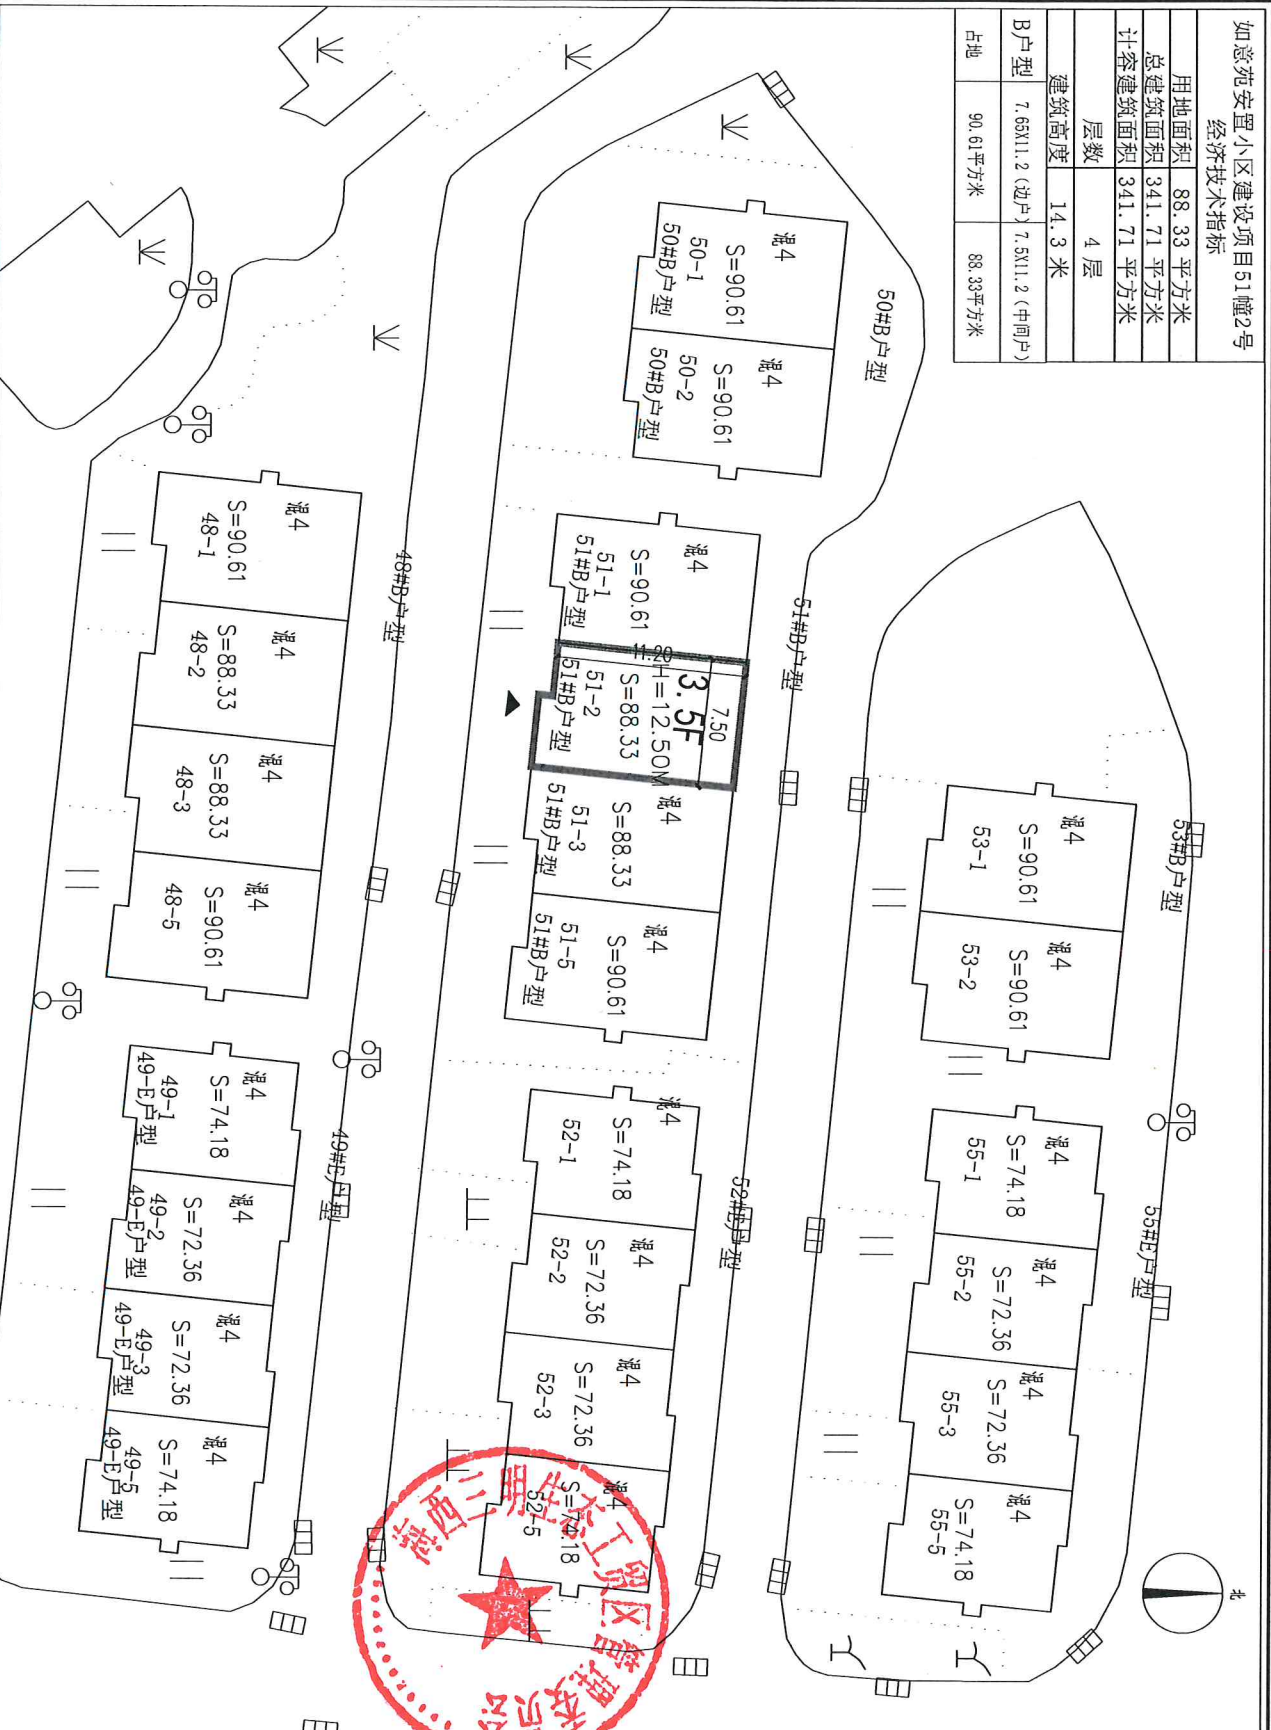 如意苑安置小区建设项目51幢2号
经济技术指标
用地面积 88.33 平方米
总建筑面积 341.71 平方米
计容建筑面积 341.71 平方米
层数 4 层
建筑高度 14.3 米
B户型 7.65X11.2（边户） 7.5X11.2（中间户）
占地 90.61平方米 88.33平方米
北
53#B户型
混4
S=90.61
53-1
混4
S=90.61
53-2
55#E户型
混4
S=74.18
55-1
混4
S=72.36
55-2
混4
S=72.36
55-3
混4
S=74.18
55-5
50#B户型
混4
S=90.61
50-1
50#B户型
混4
S=90.61
50-2
50#B户型
51#B户型
混4
S=90.61
51-1
51#B户型
7.50
11.20
3.5F
H=12.50M
S=88.33
51-2
51#B户型
混4
S=88.33
51-3
51#B户型
混4
S=90.61
51-5
51#B户型
52#E户型
混4
S=74.18
52-1
混4
S=72.36
52-2
混4
S=72.36
52-3
混4
S=74.18
52-5
48#B户型
混4
S=90.61
48-1
混4
S=88.33
48-2
混4
S=88.33
48-3
混4
S=90.61
48-5
49#E户型
混4
S=74.18
49-1
49-E户型
混4
S=72.36
49-2
49-E户型
混4
S=72.36
49-3
49-E户型
混4
S=74.18
49-5
49-E户型
海西三明生态工贸区管理委员会